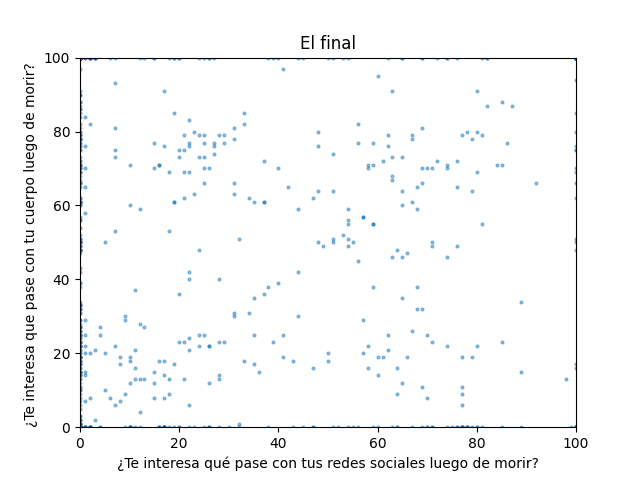 El final
¿Te interesa que pase con tu cuerpo luego de morir?
100
80
60
40
20
0
0 20 40 60 80 100
¿Te interesa qué pase con tus redes sociales luego de morir?